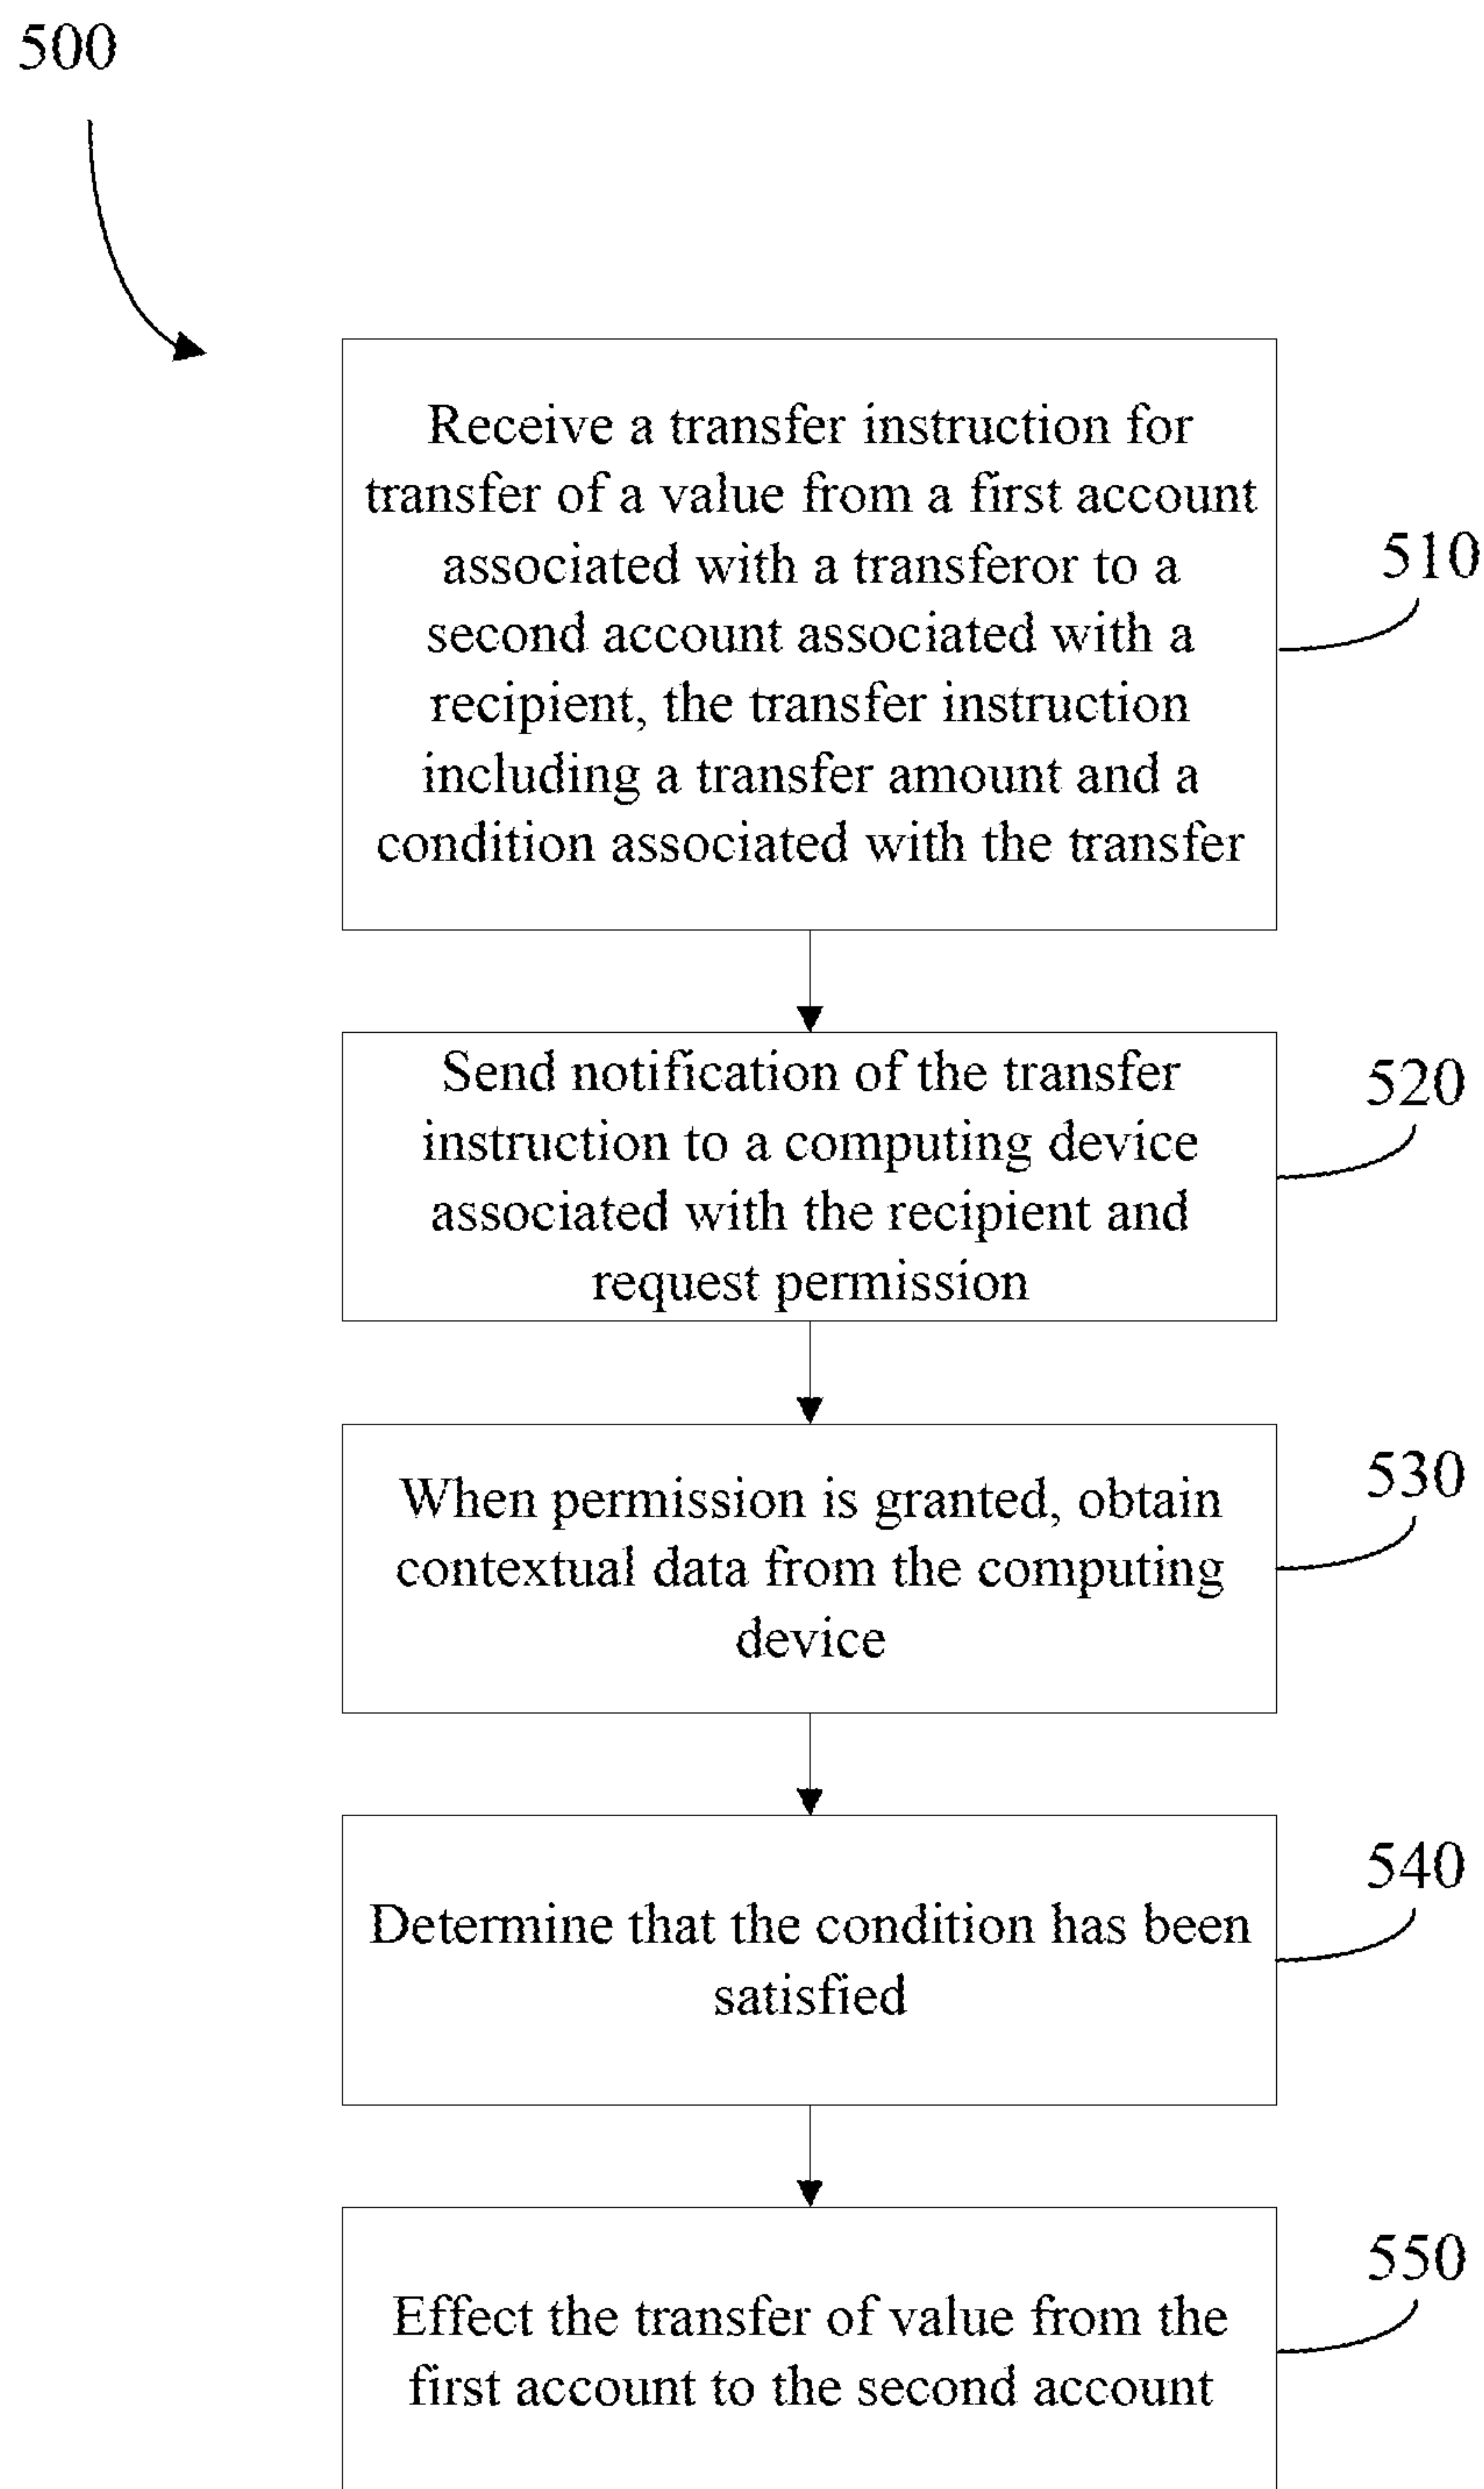 500
Receive a transfer instruction for
transfer of a value from a first account
associated with a transferor to a
second account associated with a
recipient, the transfer instruction
including a transfer amount and a
condition associated with the transfer
510
Send notification of the transfer
instruction to a computing device
associated with the recipient and
request permission
520
When permission is granted, obtain
contextual data from the computing
device
530
Determine that the condition has been
satisfied
540
Effect the transfer of value from the
first account to the second account
550